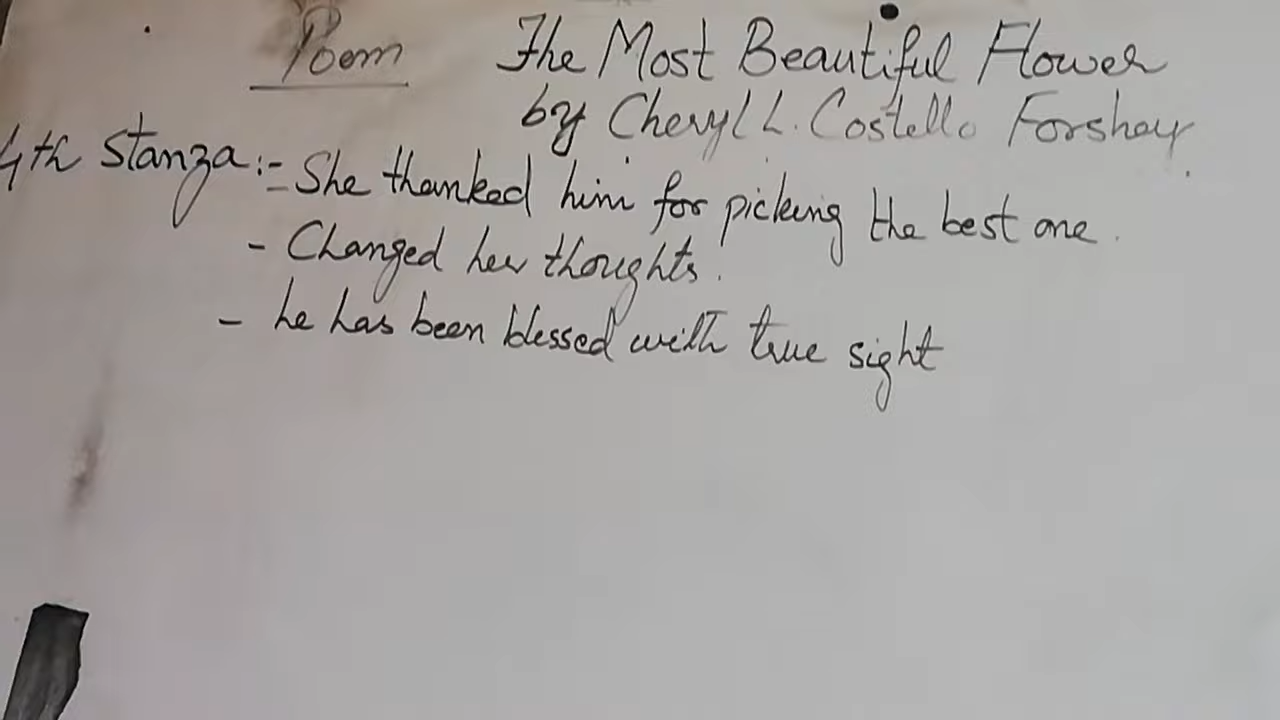 Poem The Most Beautiful Flower
by Cheryl L. Costello Forshey
4th Stanza :- She thanked him for picking the best one.
- Changed her thoughts.
- he has been blessed with true sight